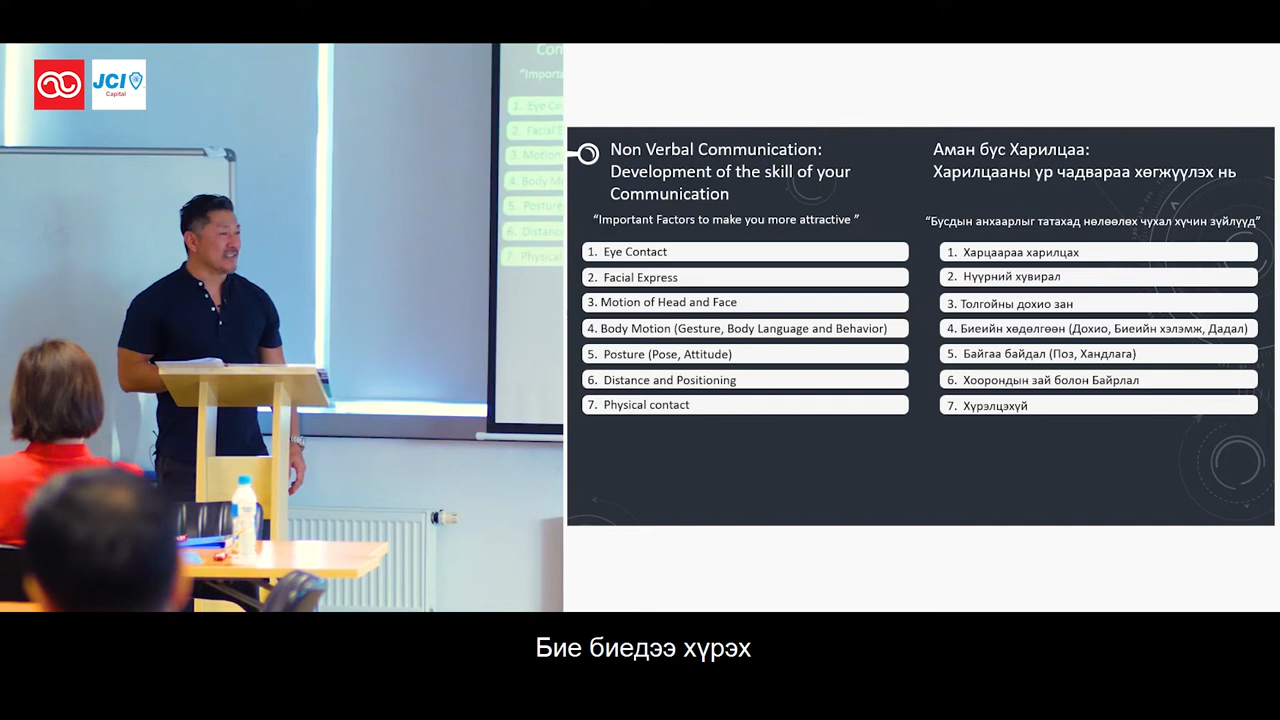 JCI
Capital
Non Verbal Communication:
Development of the skill of your
Communication
“Important Factors to make you more attractive ”
1. Eye Contact
2. Facial Express
3. Motion of Head and Face
4. Body Motion (Gesture, Body Language and Behavior)
5. Posture (Pose, Attitude)
6. Distance and Positioning
7. Physical contact
Аман бус Харилцаа:
Харилцааны ур чадвараа хөгжүүлэх нь
“Бусдын анхаарлыг татахад нөлөөлөх чухал хүчин зүйлүүд”
1. Харцаараа харилцах
2. Нүүрний хувирал
3. Толгойны дохио зан
4. Биеийн хөдөлгөөн (Дохио, Биеийн хэлэмж, Дадал)
5. Байгаа байдал (Поз, Хандлага)
6. Хоорондын зай болон Байрлал
7. Хүрэлцэхүй
Бие биедээ хүрэх